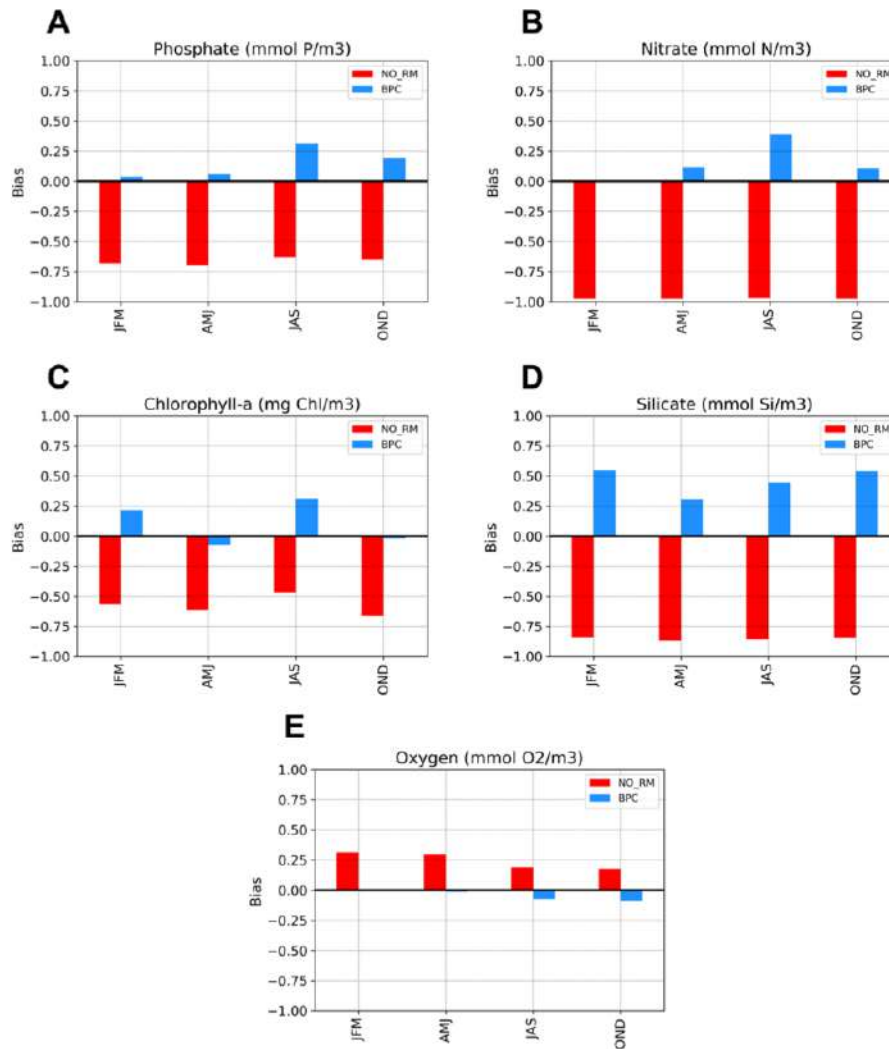 A
Phosphate (mmol P/m3)
1.00
0.75
0.50
0.25
0.00
−0.25
−0.50
−0.75
−1.00
Bias
NO_RM
BPC
JFM
AMJ
JAS
OND
B
Nitrate (mmol N/m3)
1.00
0.75
0.50
0.25
0.00
−0.25
−0.50
−0.75
−1.00
Bias
NO_RM
BPC
JFM
AMJ
JAS
OND
C
Chlorophyll-a (mg Chl/m3)
1.00
0.75
0.50
0.25
0.00
−0.25
−0.50
−0.75
−1.00
Bias
NO_RM
BPC
JFM
AMJ
JAS
OND
D
Silicate (mmol Si/m3)
1.00
0.75
0.50
0.25
0.00
−0.25
−0.50
−0.75
−1.00
Bias
NO_RM
BPC
JFM
AMJ
JAS
OND
E
Oxygen (mmol O2/m3)
1.00
0.75
0.50
0.25
0.00
−0.25
−0.50
−0.75
−1.00
Bias
NO_RM
BPC
JFM
AMJ
JAS
OND